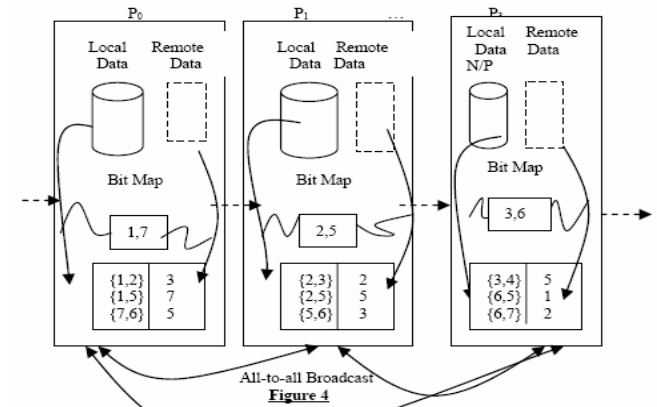 P0 P1 ...
Local Data
Remote Data
Bit Map
1,7
{1,2} 3
{1,5} 7
{7,6} 5
Local Data
Remote Data
Bit Map
2,5
{2,3} 2
{2,5} 5
{5,6} 3
Local Data N/P
Remote Data
Bit Map
3,6
{3,4} 5
{6,5} 1
{6,7} 2
All-to-all Broadcast
Figure 4